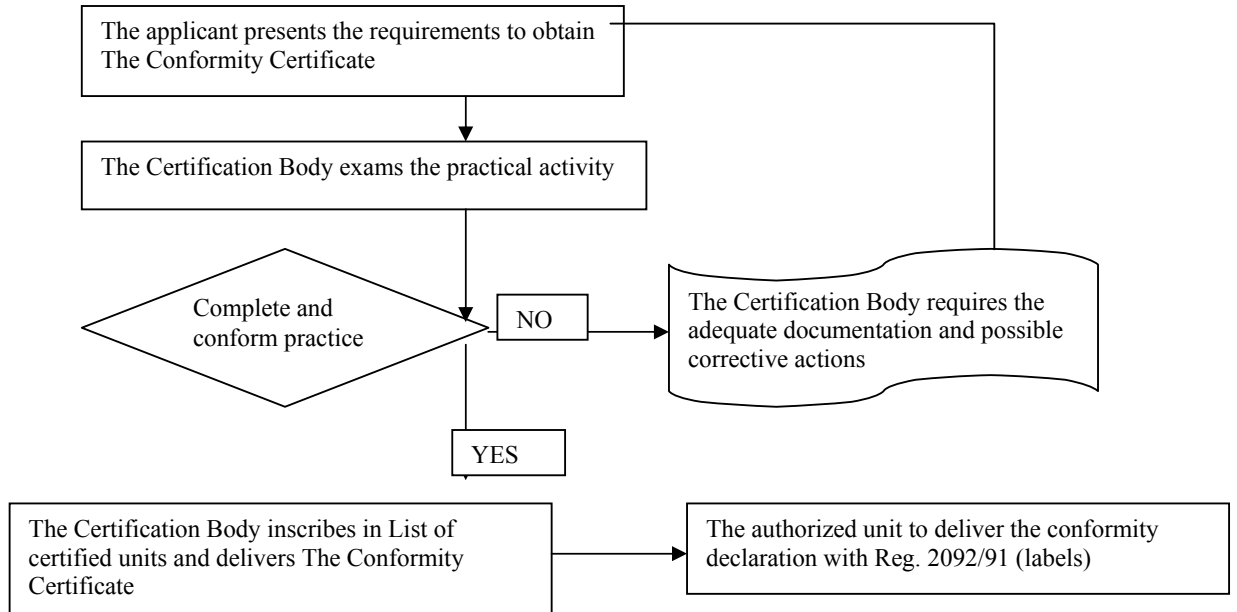 The applicant presents the requirements to obtain
The Conformity Certificate
The Certification Body exams the practical activity
Complete and
conform practice
NO
The Certification Body requires the
adequate documentation and possible
corrective actions
YES
The Certification Body inscribes in List of
certified units and delivers The Conformity
Certificate
The authorized unit to deliver the conformity
declaration with Reg. 2092/91 (labels)